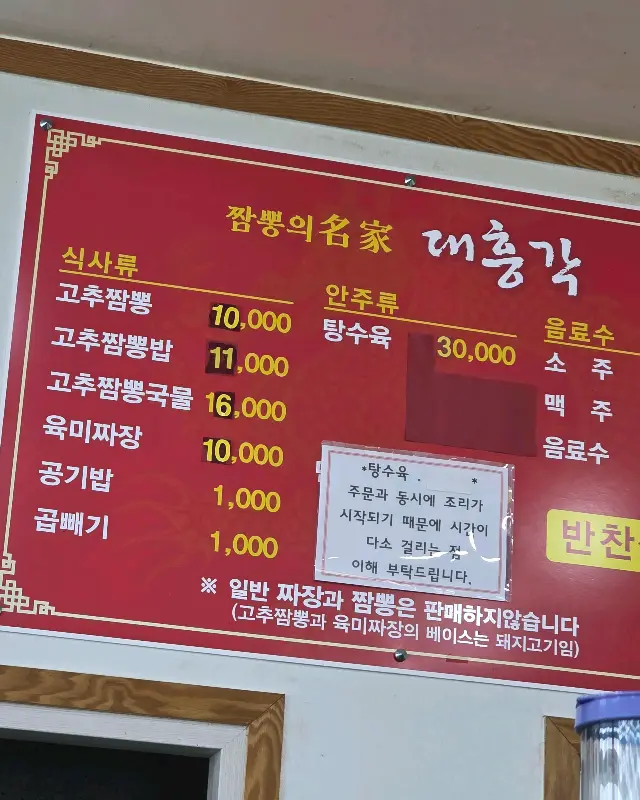 짬뽕의 名家 대흥각
식사류
고추짬뽕 10,000
고추짬뽕밥 11,000
고추짬뽕국물 16,000
육미짜장 10,000
공기밥 1,000
곱빼기 1,000
안주류
탕수육 30,000
*탕수육 . *
주문과 동시에 조리가
시작되기 때문에 시간이
다소 걸리는 점
이해 부탁드립니다.
음료수
소 주
맥 주
음료수
반찬
※ 일반 짜장과 짬뽕은 판매하지않습니다
(고추짬뽕과 육미짜장의 베이스는 돼지고기임)